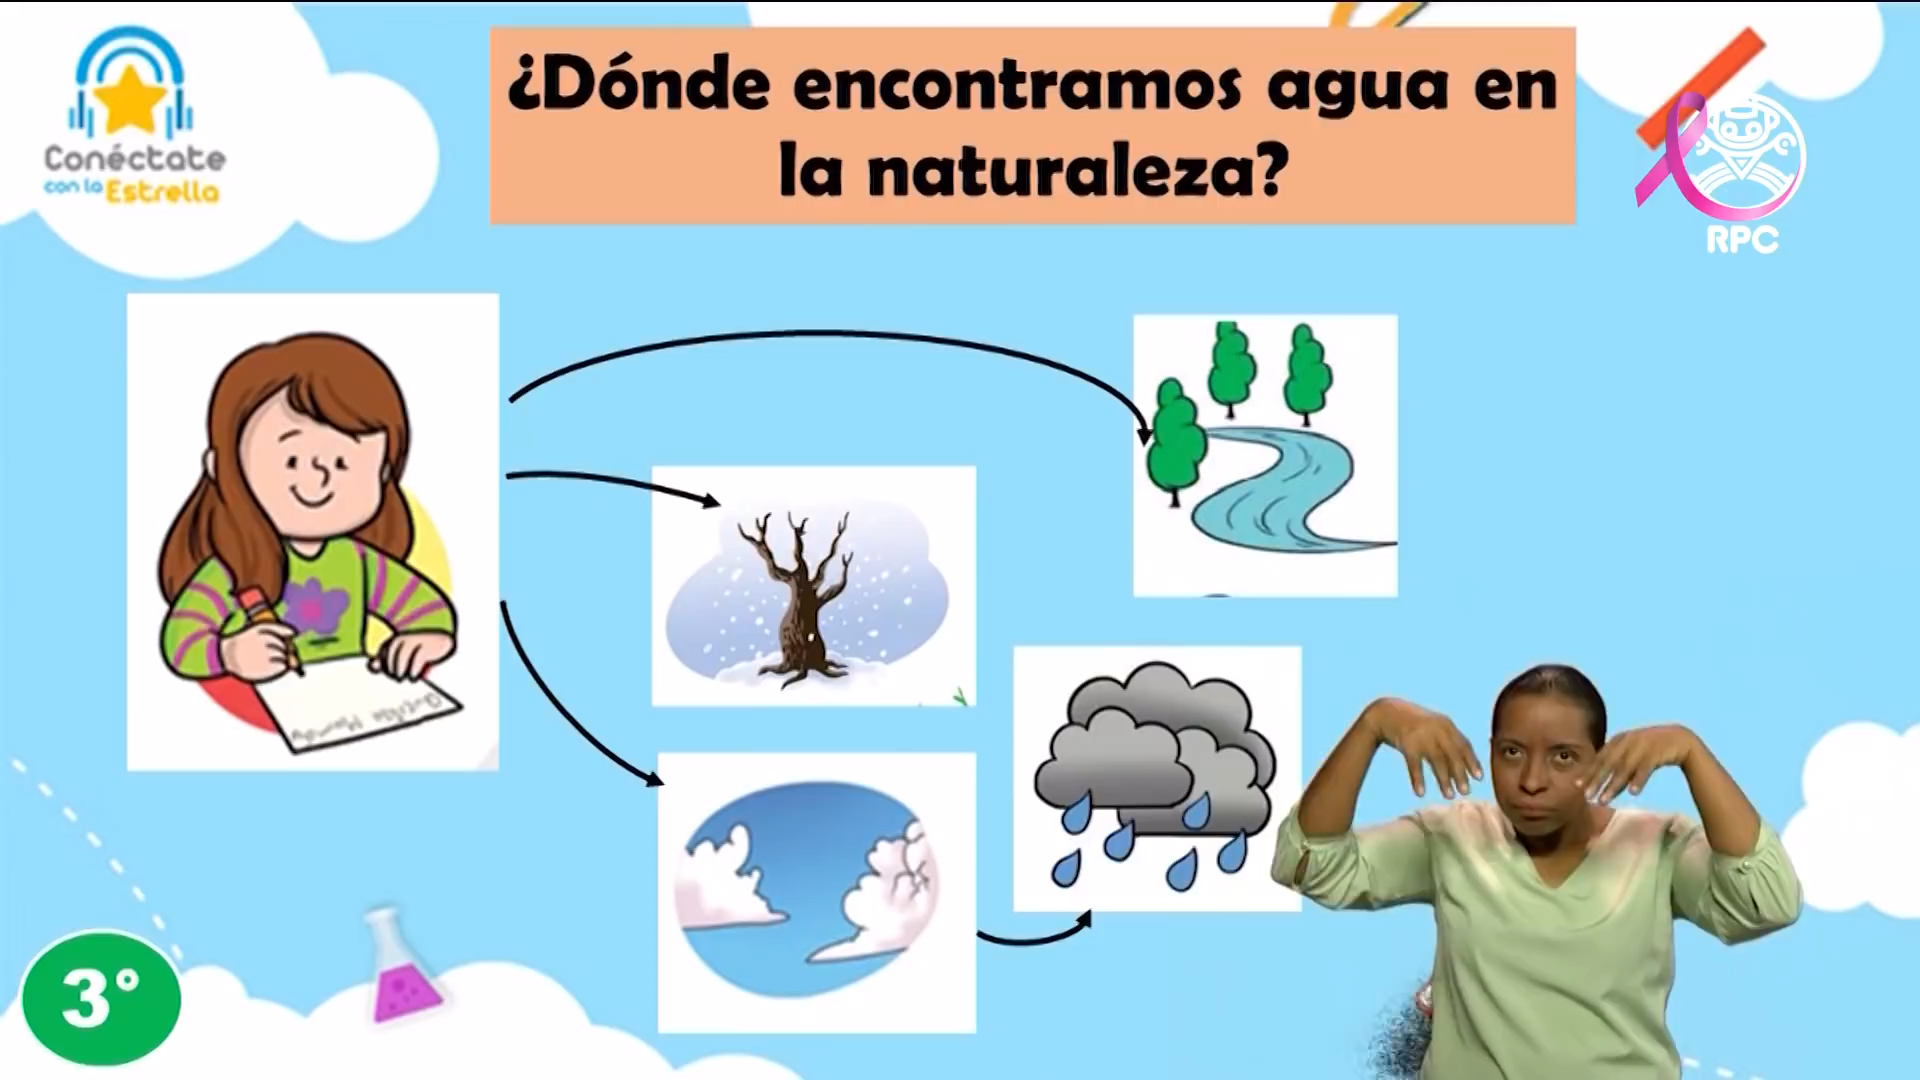 Conéctate
con la Estrella
¿Dónde encontramos agua en
la naturaleza?
RPC
3°